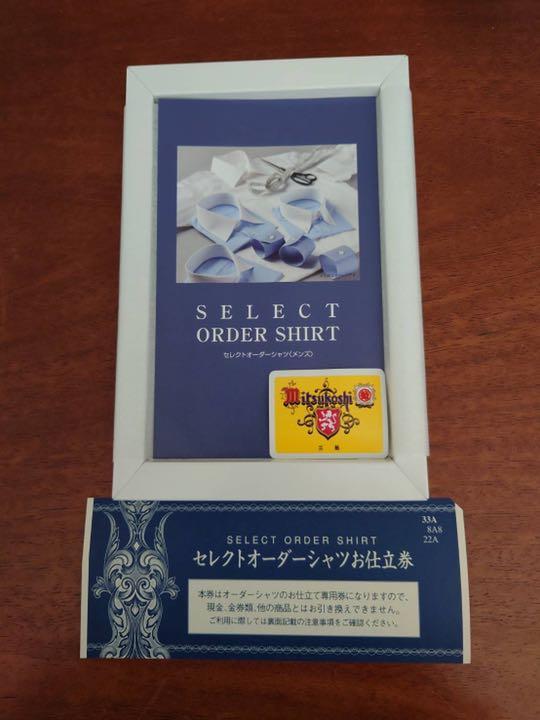 SELECT
ORDER SHIRT
セレクトオーダーシャツ〈メンズ〉
Mitsukoshi
三越
33A
8A8
22A
SELECT ORDER SHIRT
セレクトオーダーシャツお仕立券
本券はオーダーシャツのお仕立て専用券になりますので、
現金、金券類、他の商品とはお引き換えできません。
ご利用に際しては裏面記載の注意事項をご確認ください。